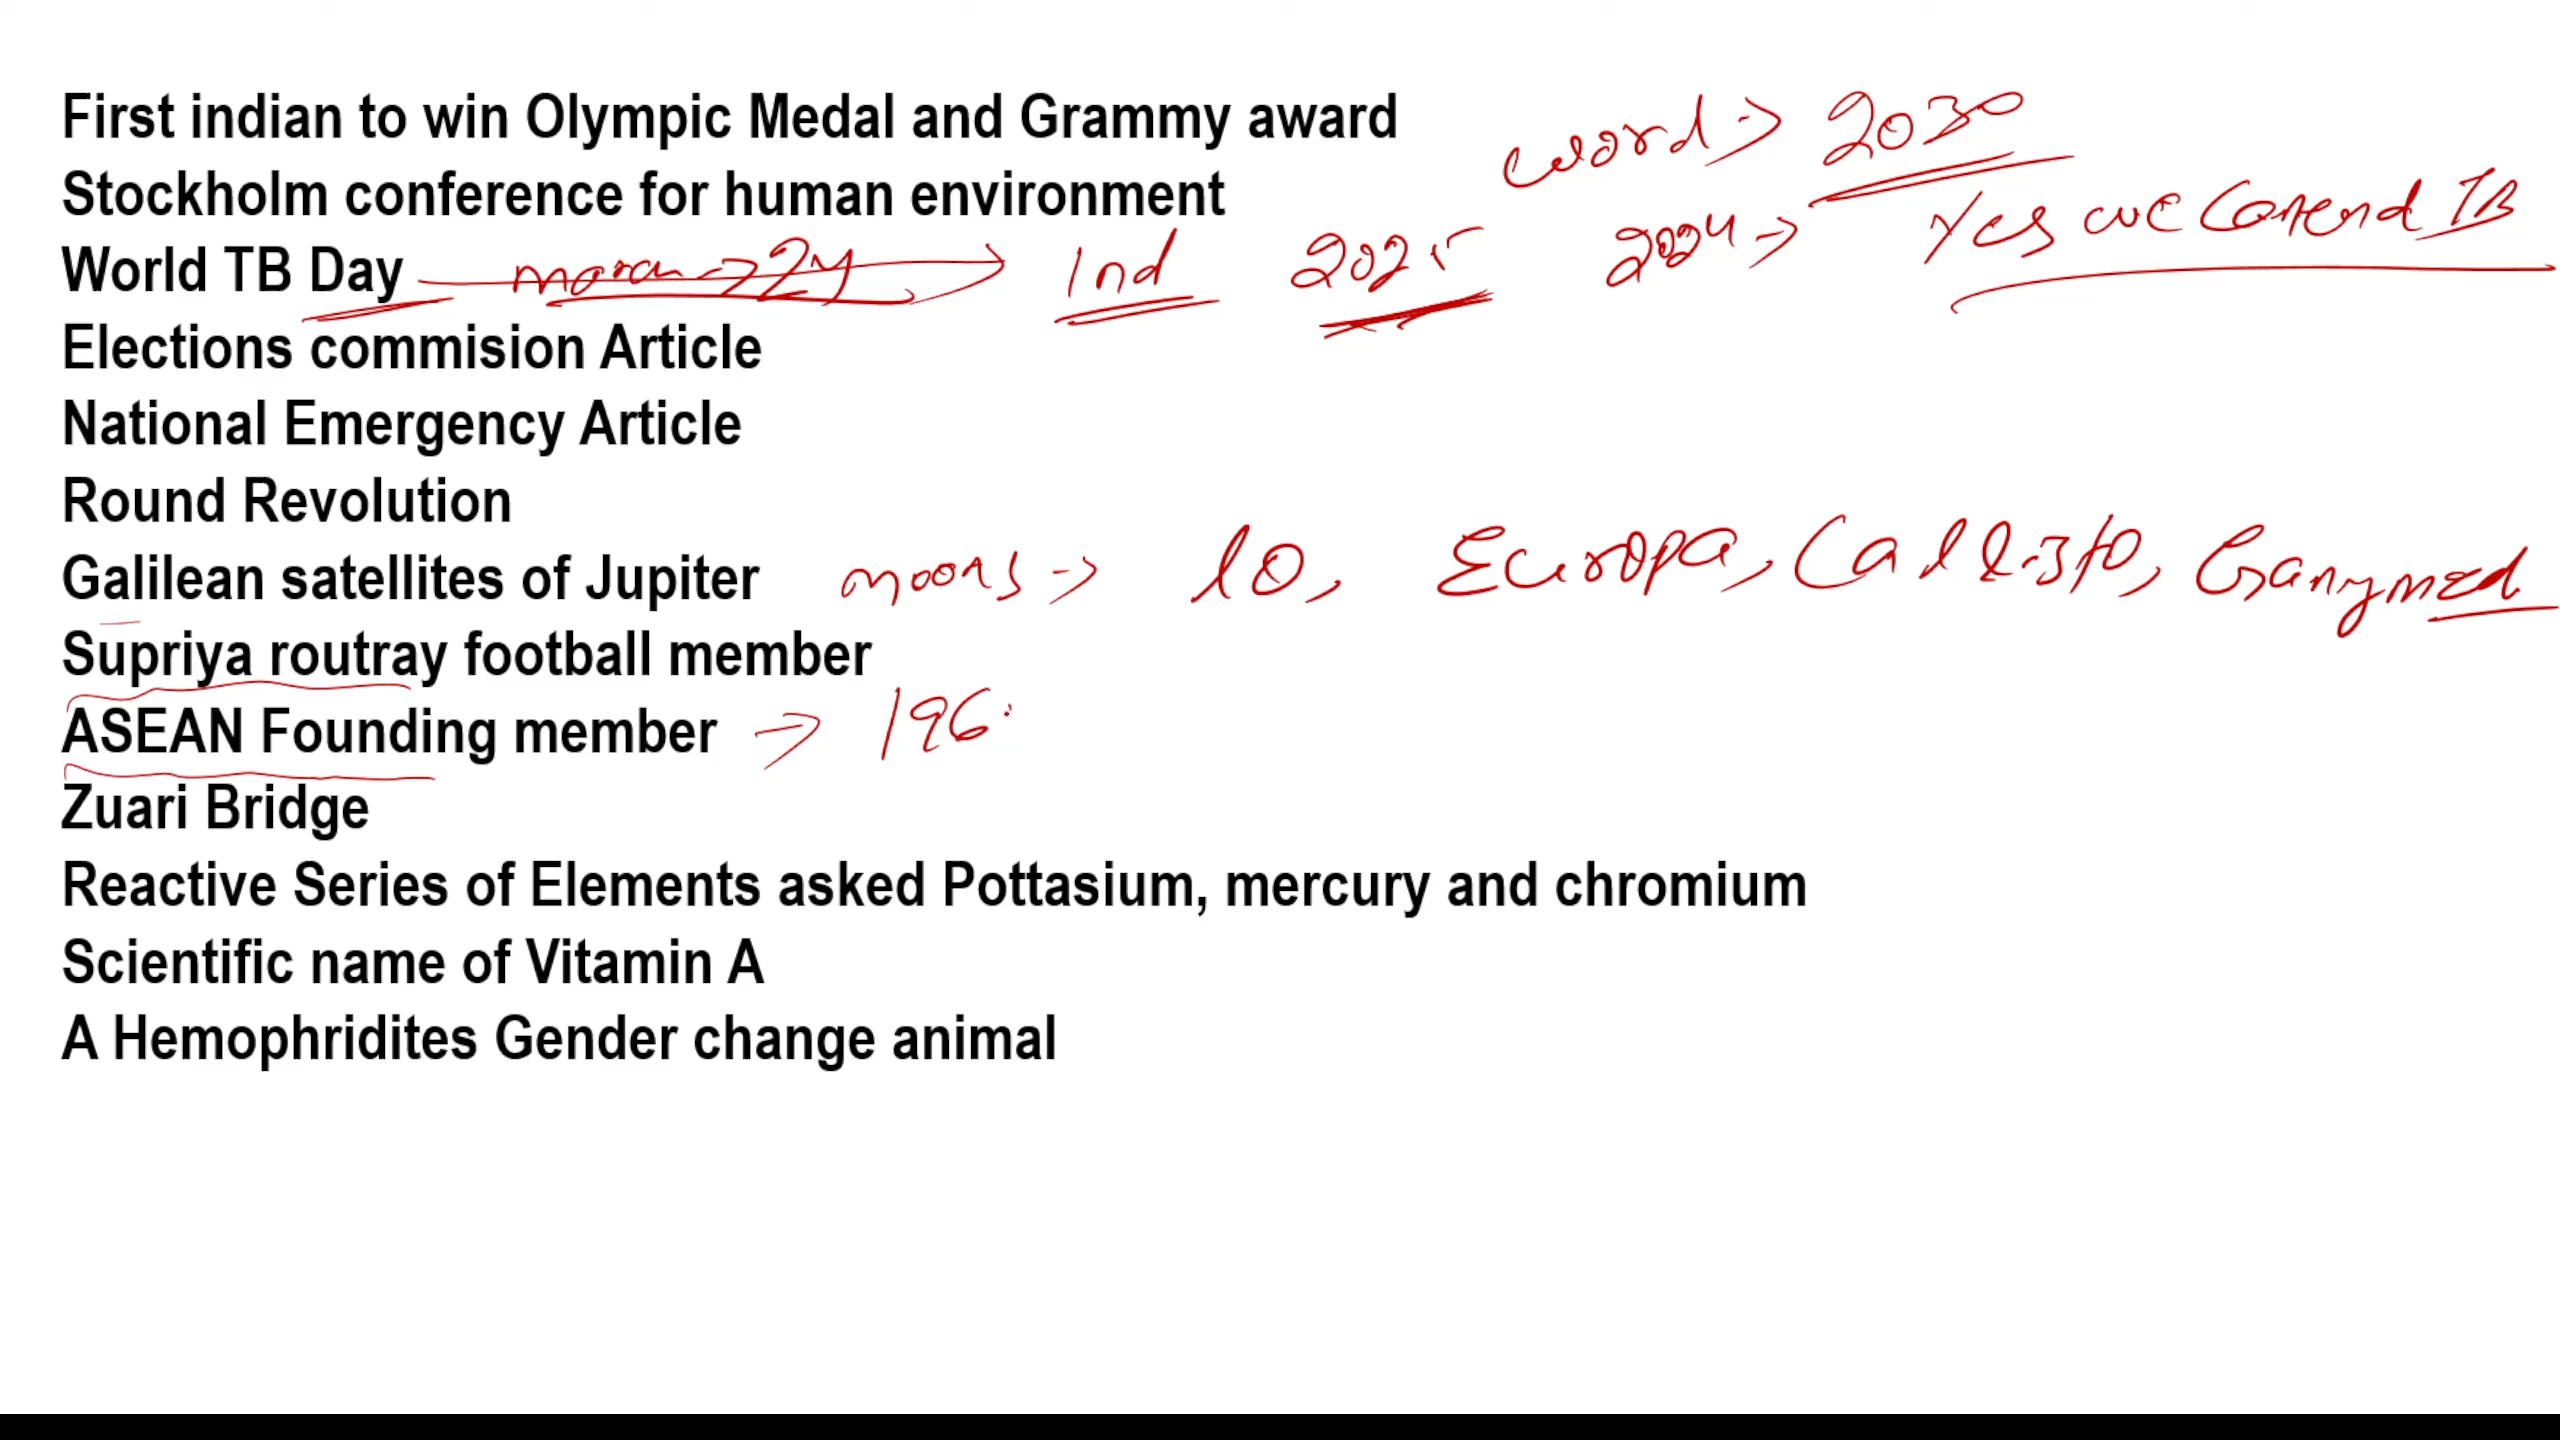 First indian to win Olympic Medal and Grammy award word → 2030
Stockholm conference for human environment 2024 → Yes we Can end TB
World TB Day March → 24 Ind 2025
Elections commision Article
National Emergency Article
Round Revolution
Galilean satellites of Jupiter moons → IO, Europa, Callisto, Ganymed
Supriya routray football member
ASEAN Founding member → 196
Zuari Bridge
Reactive Series of Elements asked Pottasium, mercury and chromium
Scientific name of Vitamin A
A Hemophridites Gender change animal